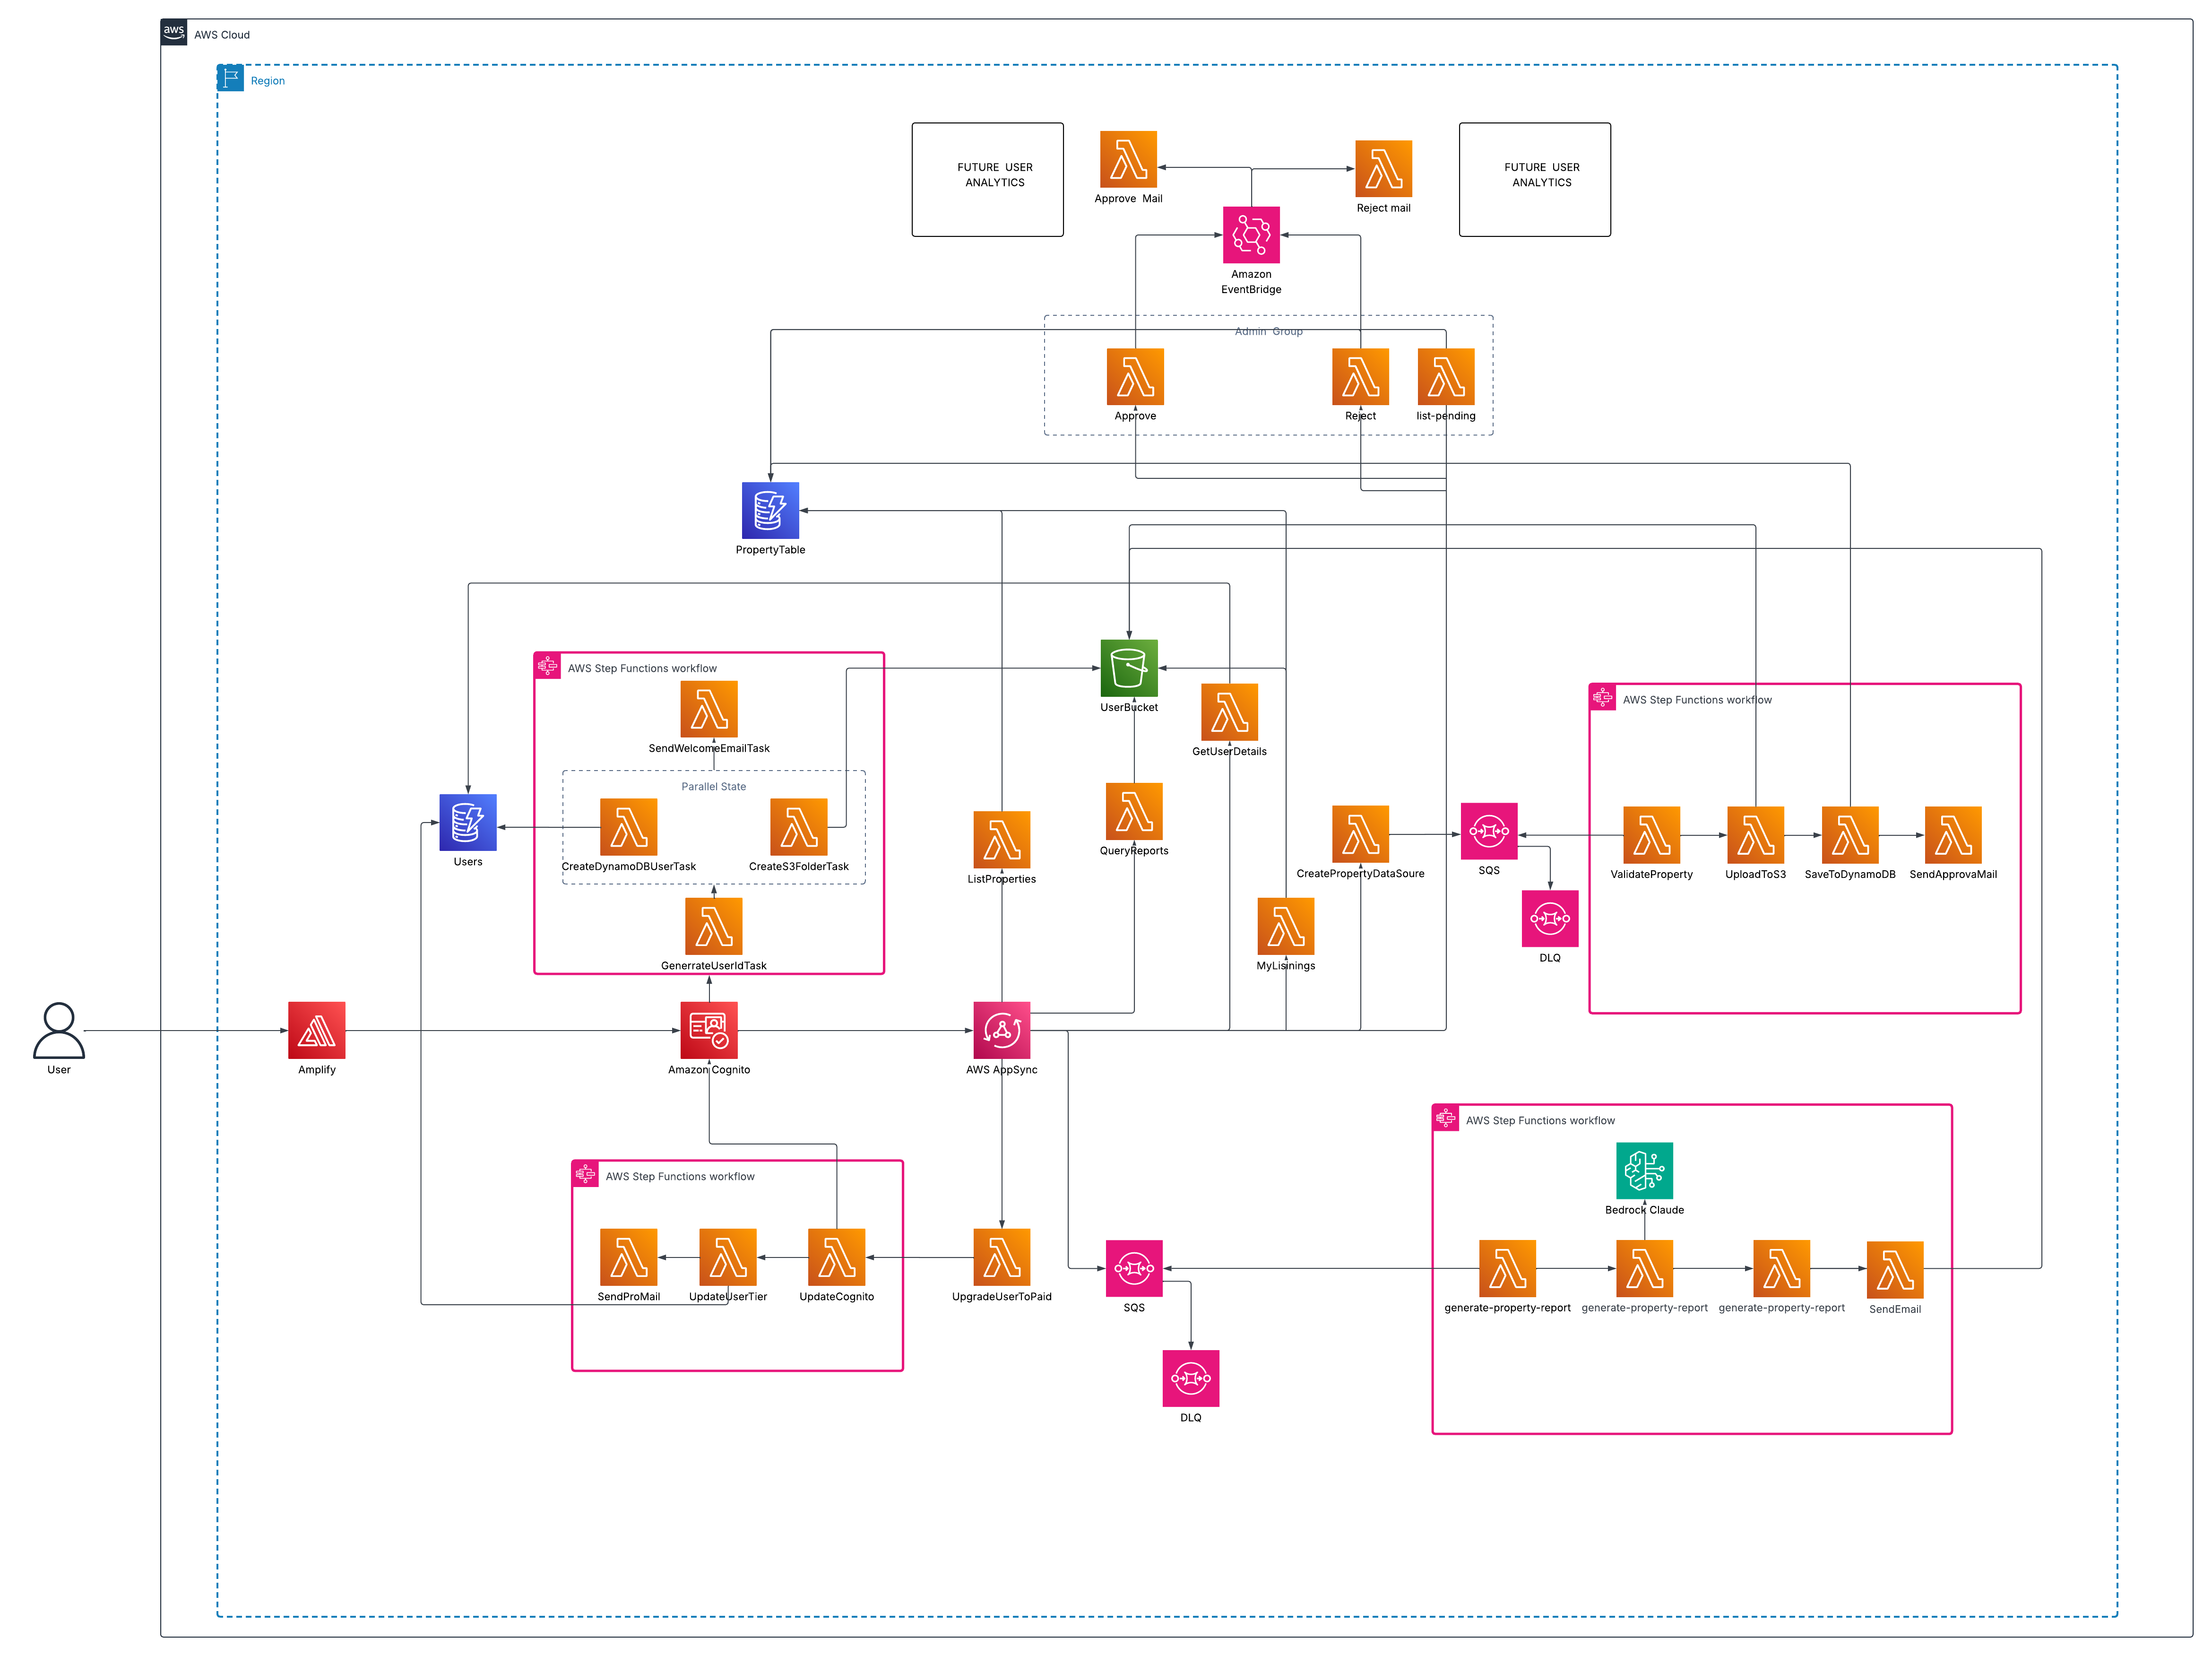 aws
AWS Cloud
Region
FUTURE USER
ANALYTICS
Approve Mail
Reject mail
FUTURE USER
ANALYTICS
Amazon
EventBridge
Admin Group
Approve
Reject
list-pending
PropertyTable
AWS Step Functions workflow
SendWelcomeEmailTask
Parallel State
CreateDynamoDBUserTask
CreateS3FolderTask
GenerrateUserIdTask
Users
UserBucket
GetUserDetails
QueryReports
ListProperties
CreatePropertyDataSoure
MyLisinings
SQS
DLQ
AWS Step Functions workflow
ValidateProperty
UploadToS3
SaveToDynamoDB
SendApprovaMail
User
Amplify
Amazon Cognito
AWS AppSync
AWS Step Functions workflow
SendProMail
UpdateUserTier
UpdateCognito
UpgradeUserToPaid
SQS
DLQ
AWS Step Functions workflow
Bedrock Claude
generate-property-report
generate-property-report
generate-property-report
SendEmail